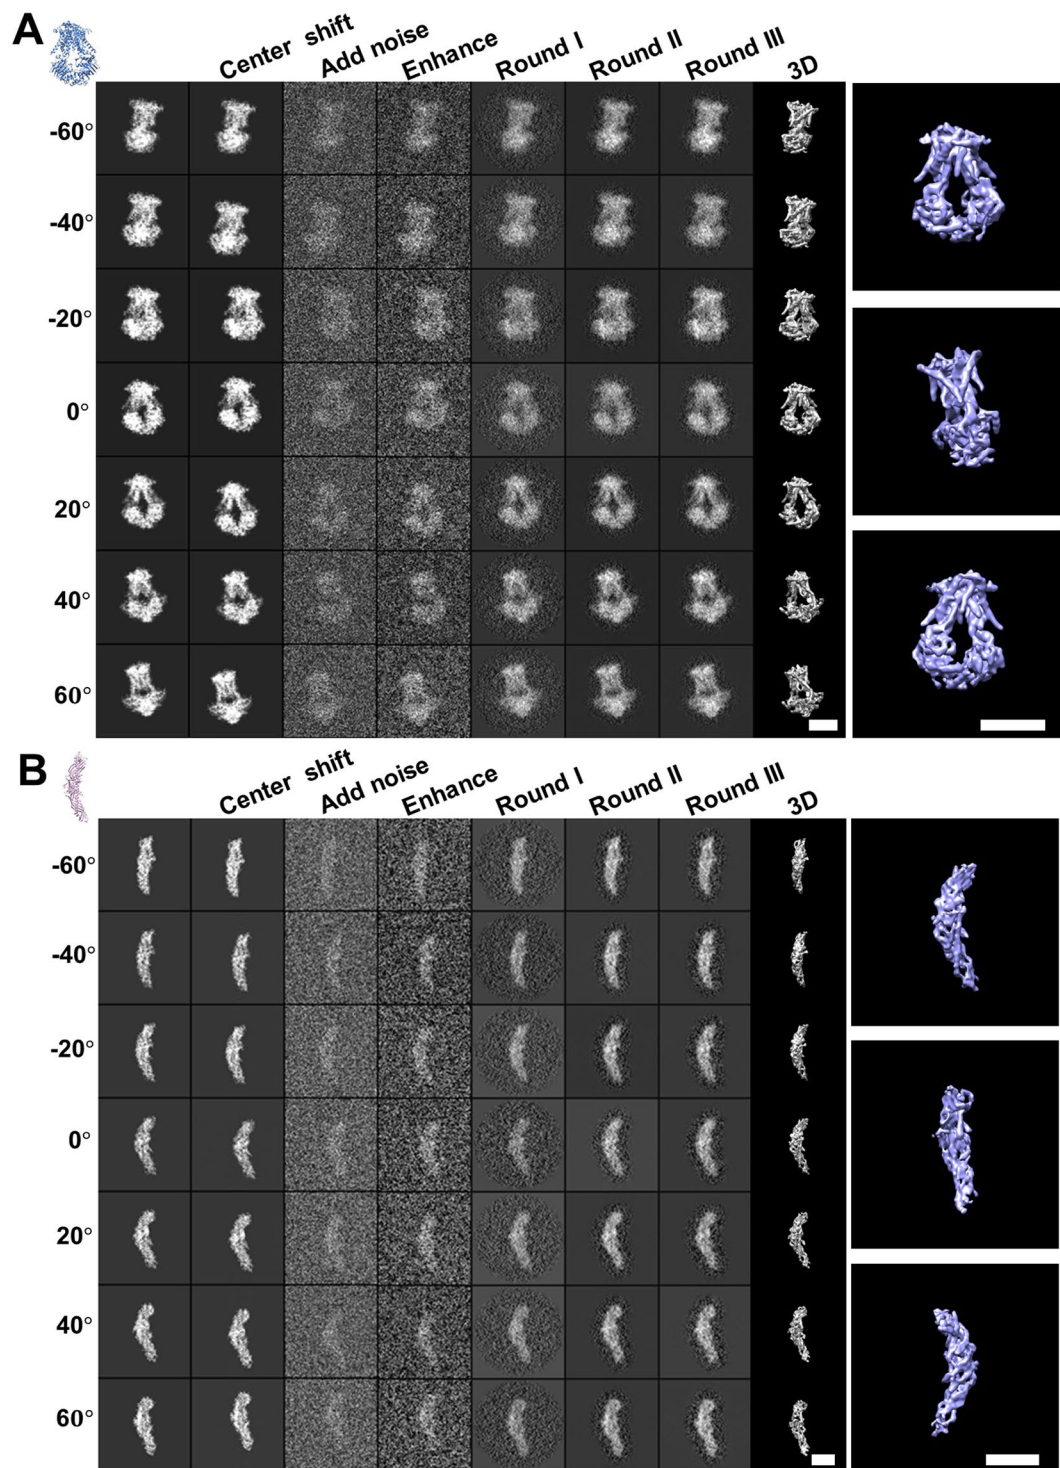 A
Center shift
Add noise
Enhance
Round I
Round II
Round III
3D
-60°
-40°
-20°
0°
20°
40°
60°
B
Center shift
Add noise
Enhance
Round I
Round II
Round III
3D
-60°
-40°
-20°
0°
20°
40°
60°